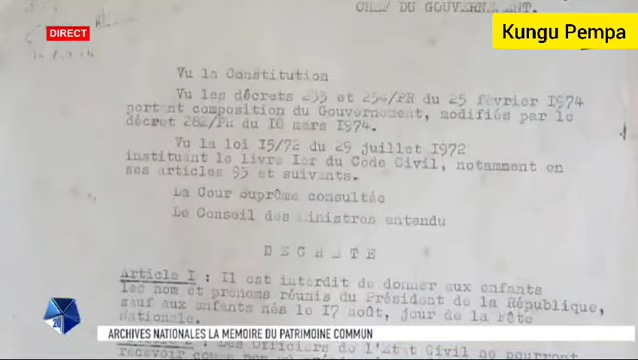 CHEF DU GOUVERNEMENT.
DIRECT
Kungu Pempa
Vu la Constitution
Vu les décrets 253 et 254/PR du 25 février 1974
portant composition du Gouvernement, modifiés par le
décret 282/PR du 10 mars 1974.
Vu la loi 15/72 du 29 juillet 1972
instituant le livre Ier du Code Civil, notamment en
ses articles 95 et suivants.
La Cour Suprême consultée
Le Conseil des Ministres entendu
DECRETE
Article I : Il est interdit de donner aux enfants
les nom et prénoms réunis du Président de la République,
sauf aux enfants nés le 17 août, jour de la Fête
Nationale.
20
ARCHIVES NATIONALES LA MEMOIRE DU PATRIMOINE COMMUN
Les Officiers de l'Etat Civil ne pourront
recevoir comme